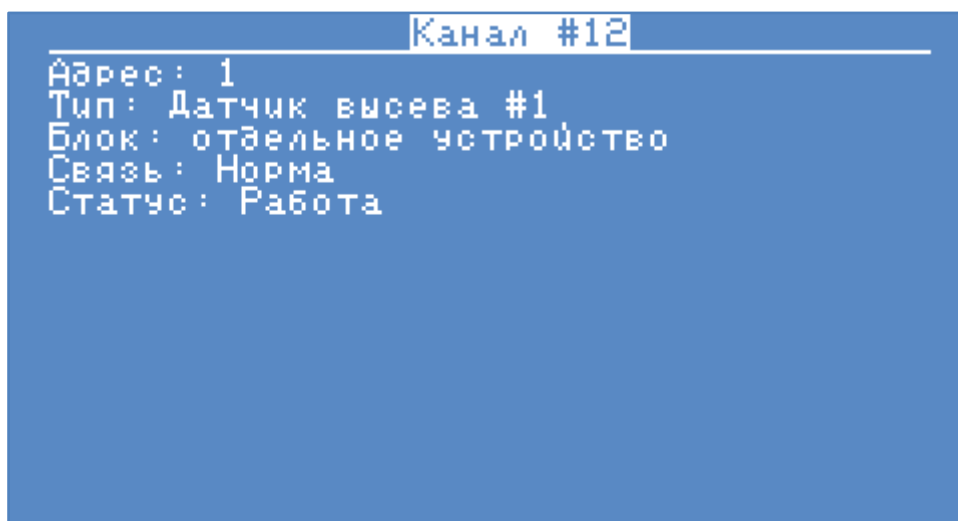 Канал #12
Адрес: 1
Тип: Датчик высева #1
Блок: отдельное устройство
Связь: Норма
Статус: Работа